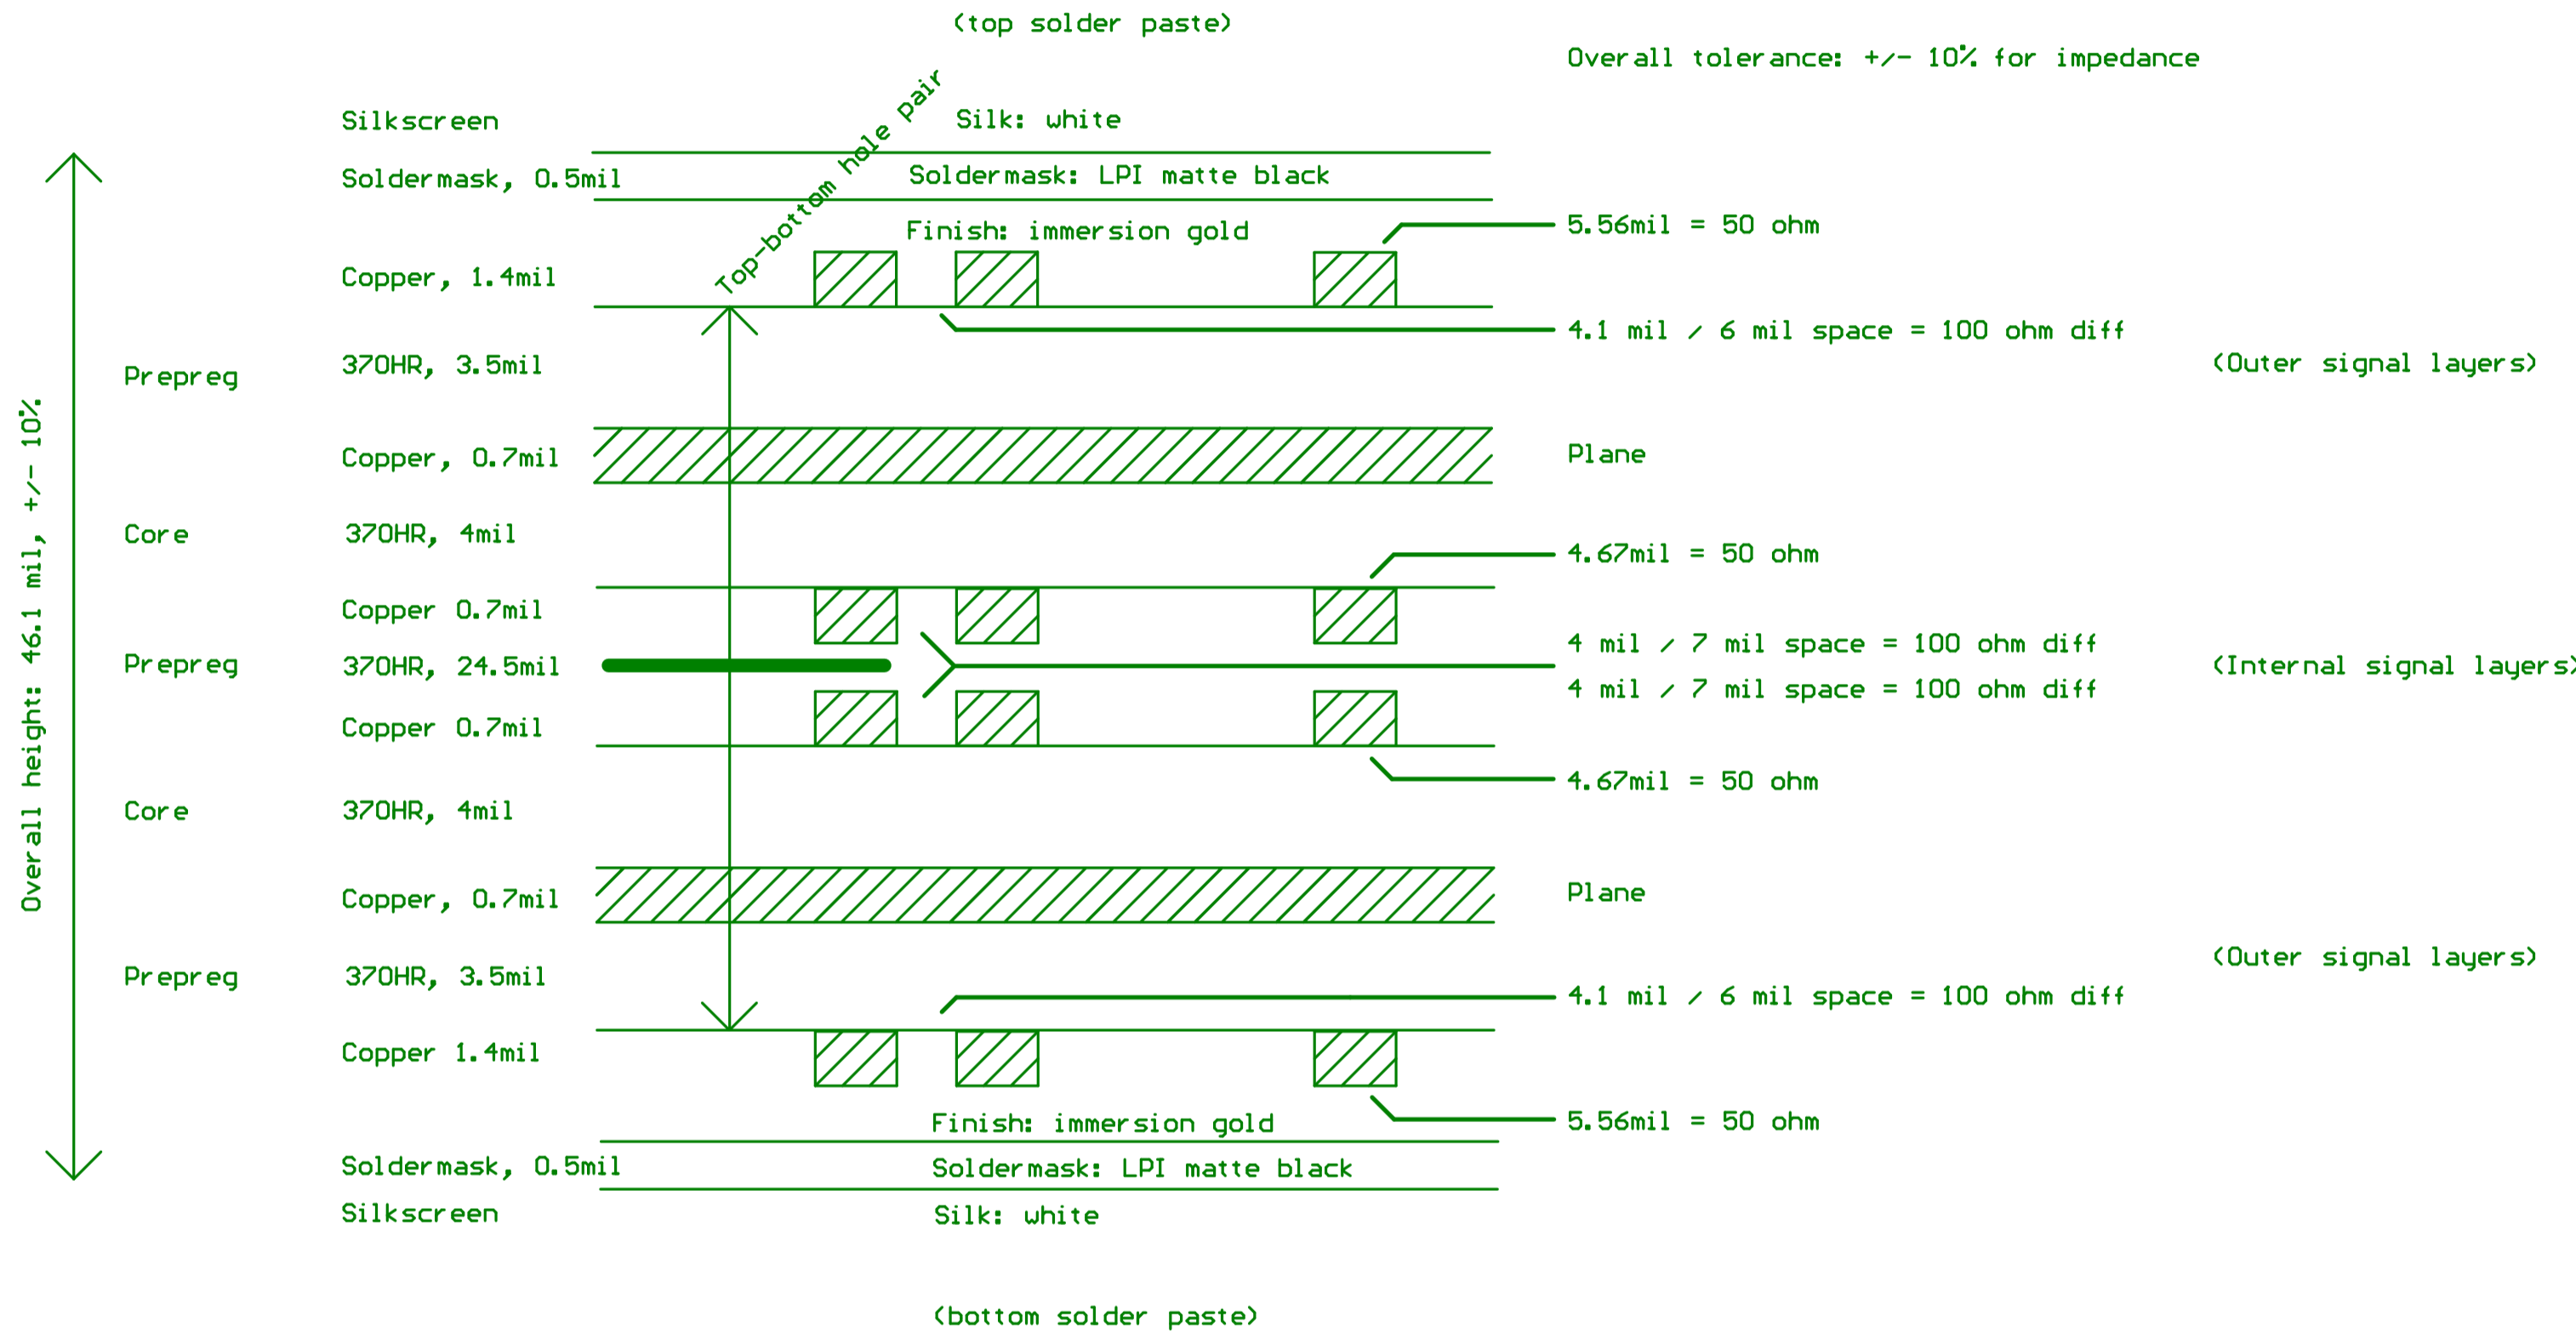 (top solder paste)
Overall tolerance: +/- 10% for impedance
Silkscreen
Silk: white
Top-bottom hole pair
Soldermask, 0.5mil
Soldermask: LPI matte black
Finish: immersion gold
5.56mil = 50 ohm
Copper, 1.4mil
4.1 mil / 6 mil space = 100 ohm diff
Prepreg
370HR, 3.5mil
(Outer signal layers)
Overall height: 46.1 mil, +/- 10%
Copper, 0.7mil
Plane
Core
370HR, 4mil
4.67mil = 50 ohm
Copper 0.7mil
4 mil / 7 mil space = 100 ohm diff
Prepreg
370HR, 24.5mil
(Internal signal layers)
4 mil / 7 mil space = 100 ohm diff
Copper 0.7mil
4.67mil = 50 ohm
Core
370HR, 4mil
Copper, 0.7mil
Plane
(Outer signal layers)
Prepreg
370HR, 3.5mil
4.1 mil / 6 mil space = 100 ohm diff
Copper 1.4mil
Finish: immersion gold
5.56mil = 50 ohm
Soldermask, 0.5mil
Soldermask: LPI matte black
Silkscreen
Silk: white
(bottom solder paste)